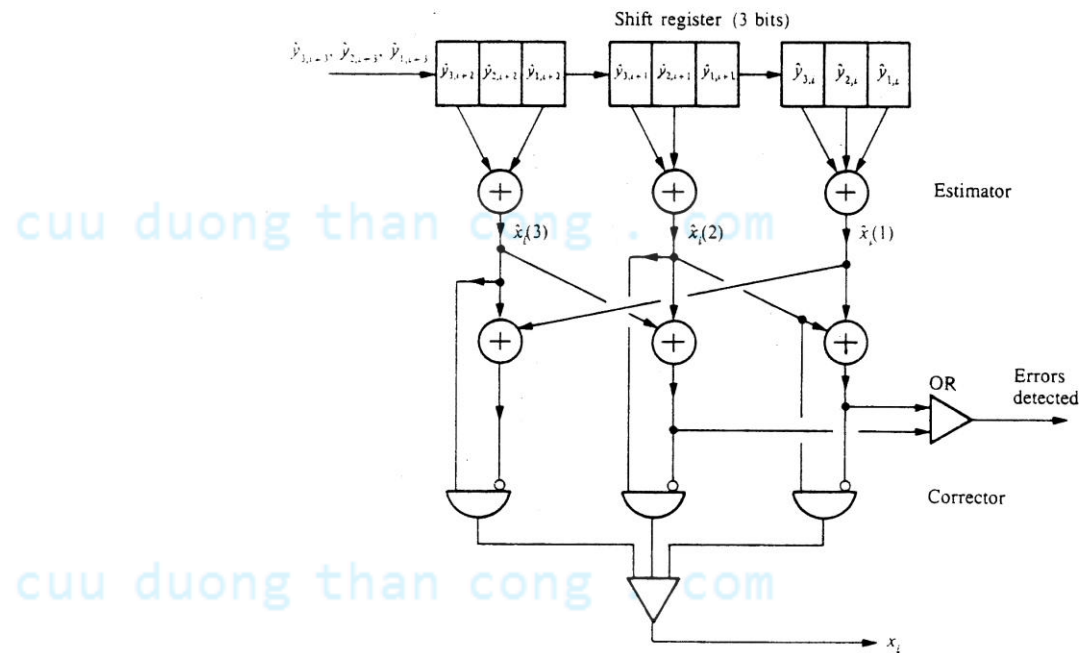 Shift register (3 bits)
ŷ3,i+3, ŷ2,i+3, ŷ1,i+3
ŷ3,i+2 ŷ2,i+2 ŷ1,i+2
ŷ3,i+1 ŷ2,i+1 ŷ1,i+1
ŷ3,i ŷ2,i ŷ1,i
+ + +
Estimator
cuu duong than cong . com
x̂i(3) x̂i(2) x̂i(1)
+ + +
OR
Errors
detected
Corrector
cuu duong than cong . com
xi